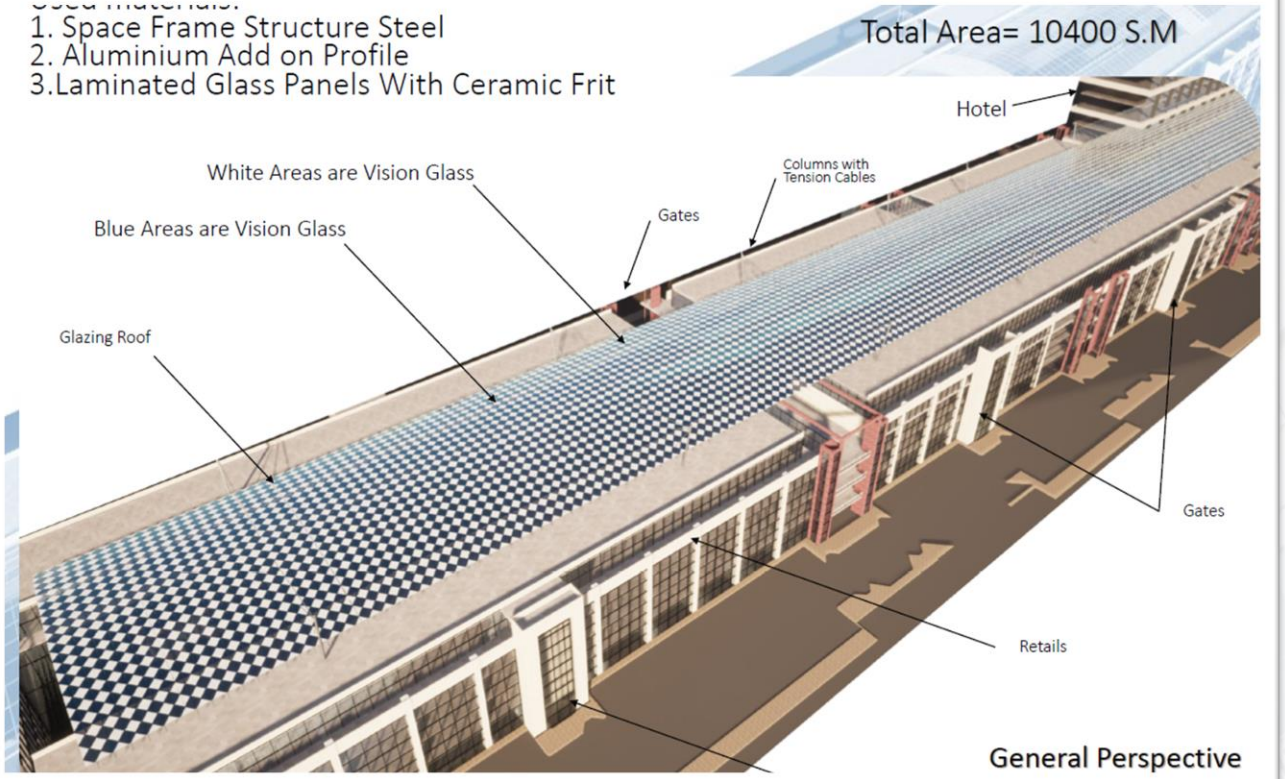 Used materials:
1. Space Frame Structure Steel
2. Aluminium Add on Profile
3.Laminated Glass Panels With Ceramic Frit
Total Area= 10400 S.M
Hotel
White Areas are Vision Glass
Columns with
Tension Cables
Gates
Blue Areas are Vision Glass
Glazing Roof
Gates
Retails
General Perspective